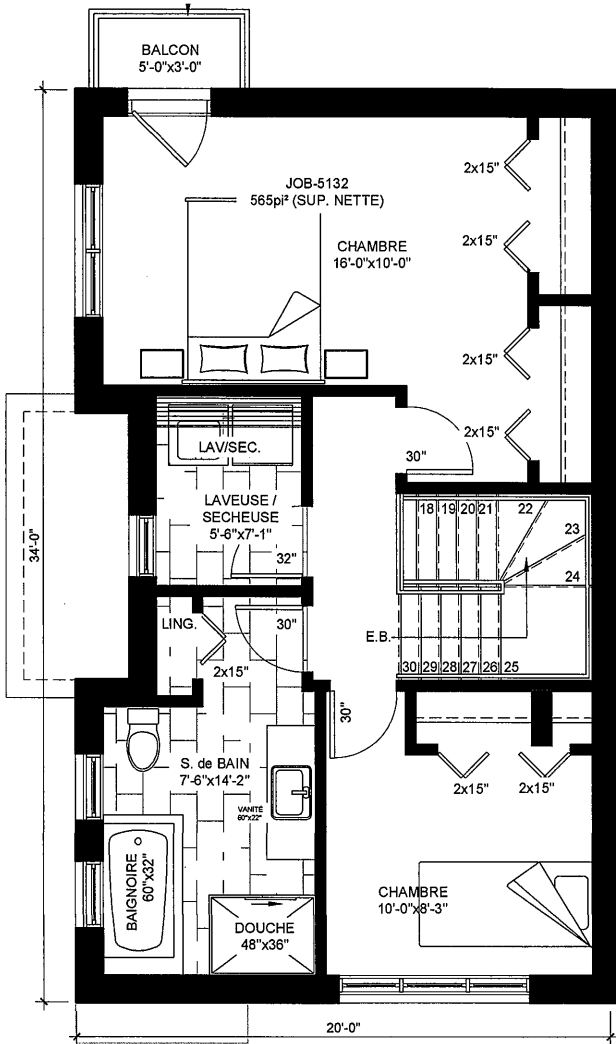 BALCON
5'-0"x3'-0"
JOB-5132
565pi² (SUP. NETTE)
2x15"
CHAMBRE
16'-0"x10'-0"
2x15"
2x15"
2x15"
30"
LAV/SEC.
LAVEUSE /
SECHEUSE
5'-6"x7'-1"
32"
18 19 20 21 22
23
24
34'-0"
LING.
30"
2x15"
E.B.
30 29 28 27 26 25
30"
S. de BAIN
7'-6"x14'-2"
2x15" 2x15"
VANITÉ
60"x22"
BAIGNOIRE
60"x32"
CHAMBRE
10'-0"x8'-3"
DOUCHE
48"x36"
20'-0"